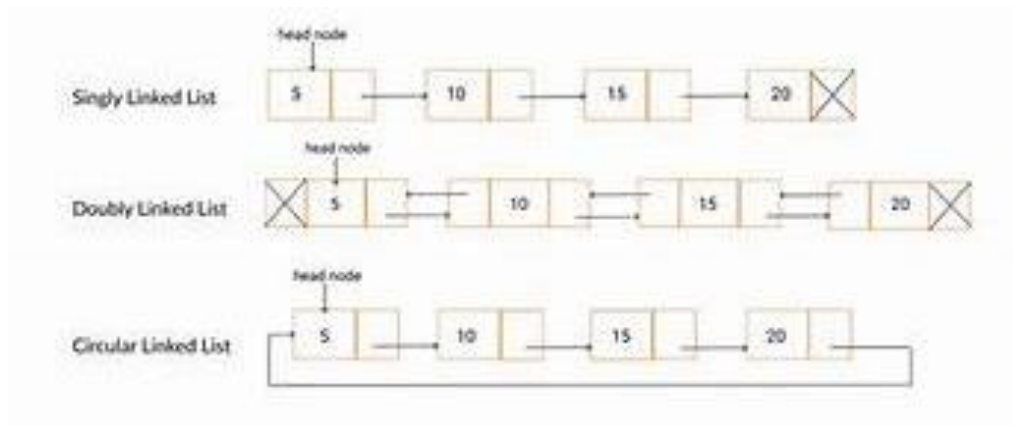 head node
Singly Linked List 5 10 15 20
head node
Doubly Linked List 5 10 15 20
head node
Circular Linked List 5 10 15 20